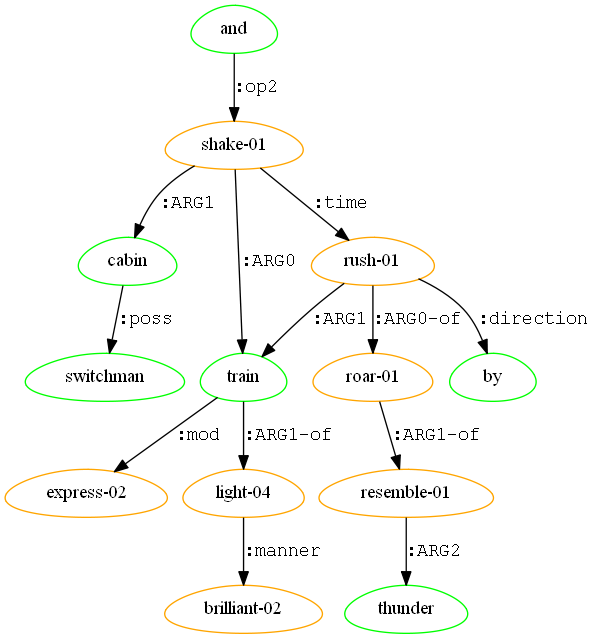 and
:op2
shake-01
:ARG1
:ARG0
:time
cabin
rush-01
:poss
:ARG1
:ARG0-of
:direction
switchman
train
roar-01
by
:mod
:ARG1-of
:ARG1-of
express-02
light-04
resemble-01
:manner
:ARG2
brilliant-02
thunder